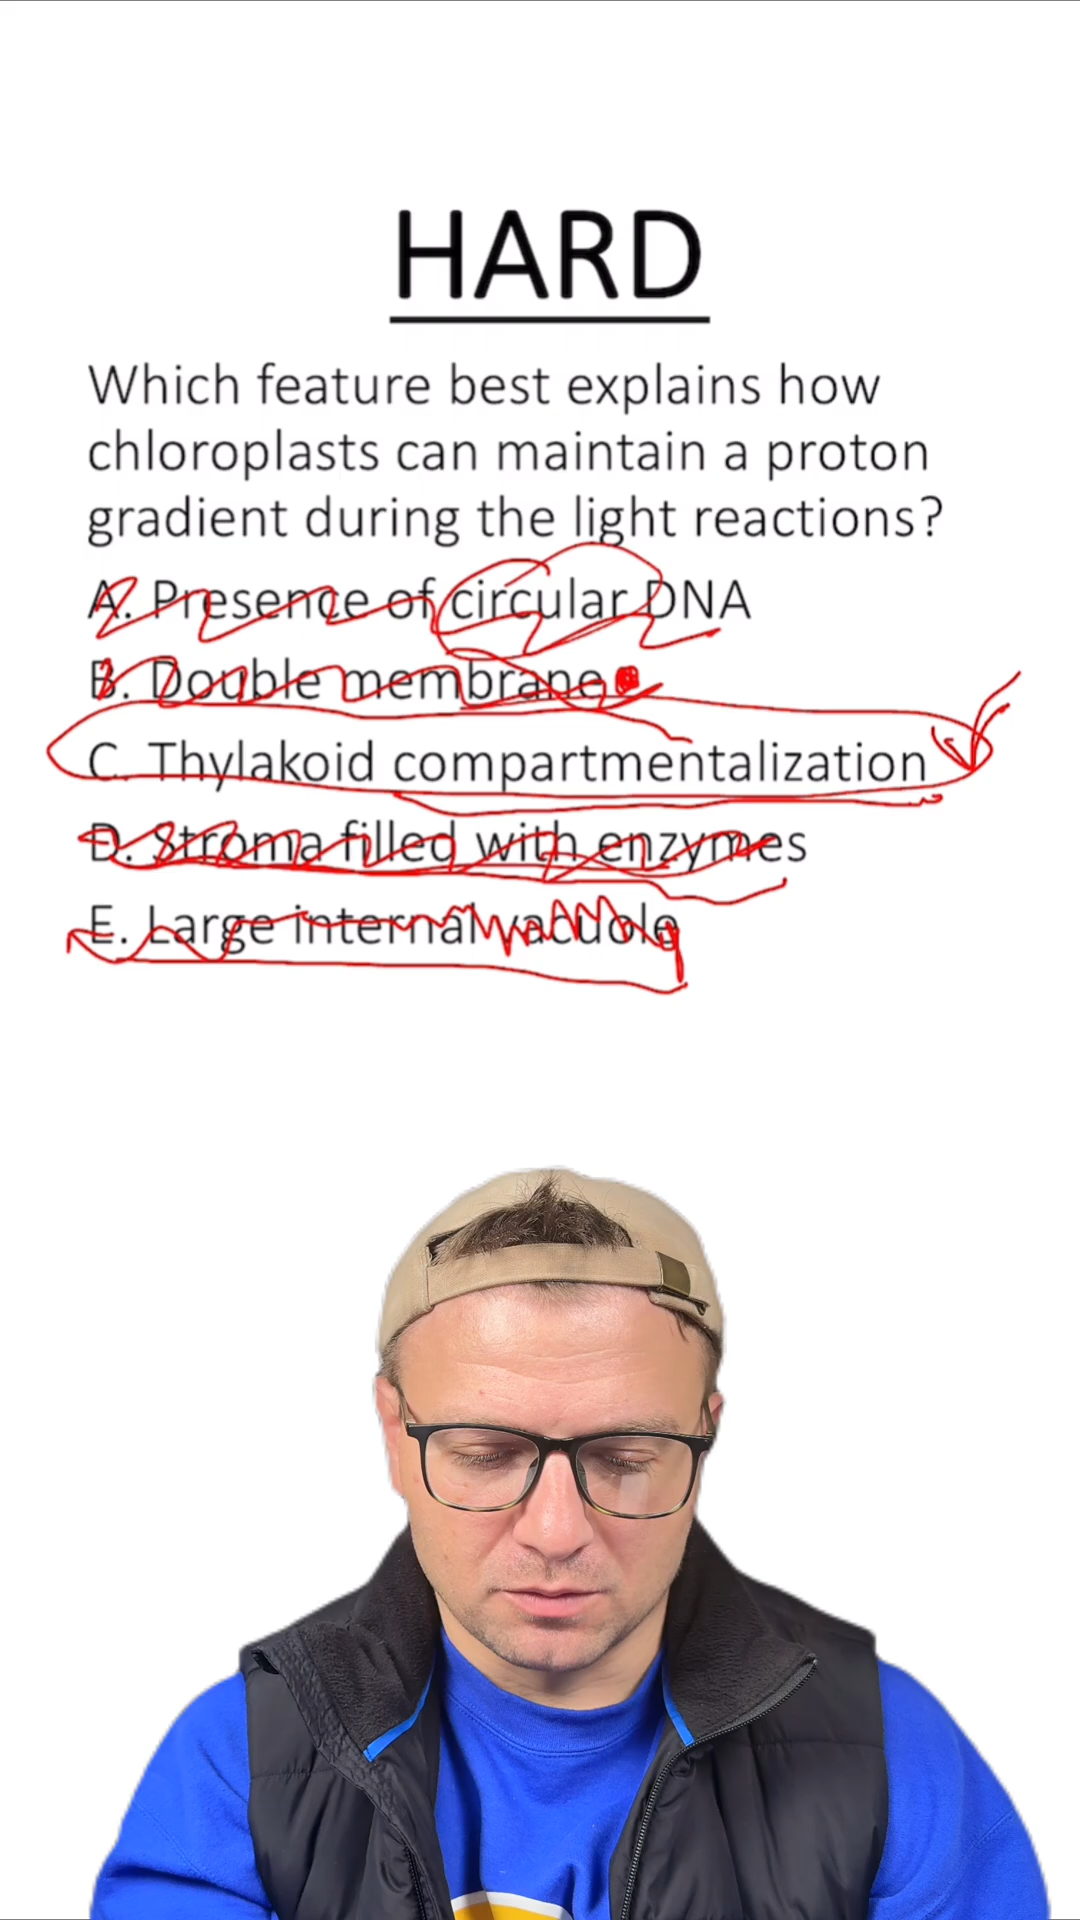 HARD
Which feature best explains how
chloroplasts can maintain a proton
gradient during the light reactions?
A. Presence of circular DNA
B. Double membrane
C. Thylakoid compartmentalization
D. Stroma filled with enzymes
E. Large internal vacuole